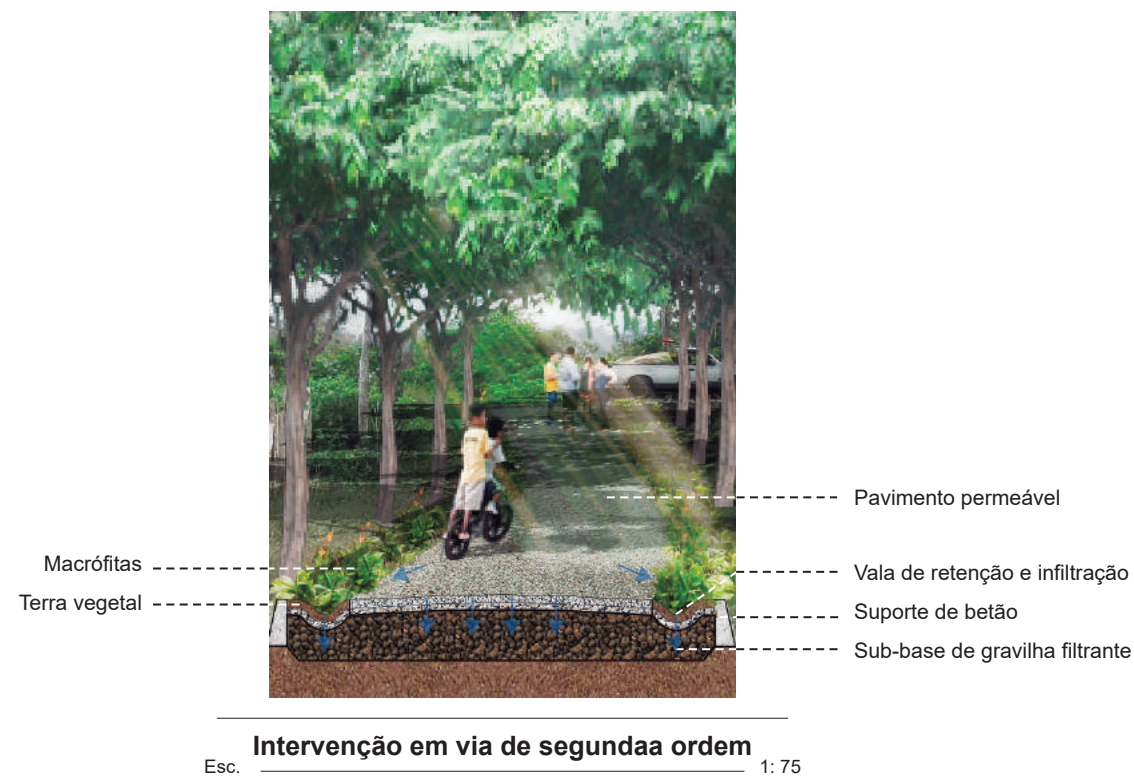 Pavimento permeável
Macrófitas
Vala de retenção e infiltração
Terra vegetal
Suporte de betão
Sub-base de gravilha filtrante
Intervenção em via de segundaa ordem
Esc. 1: 75